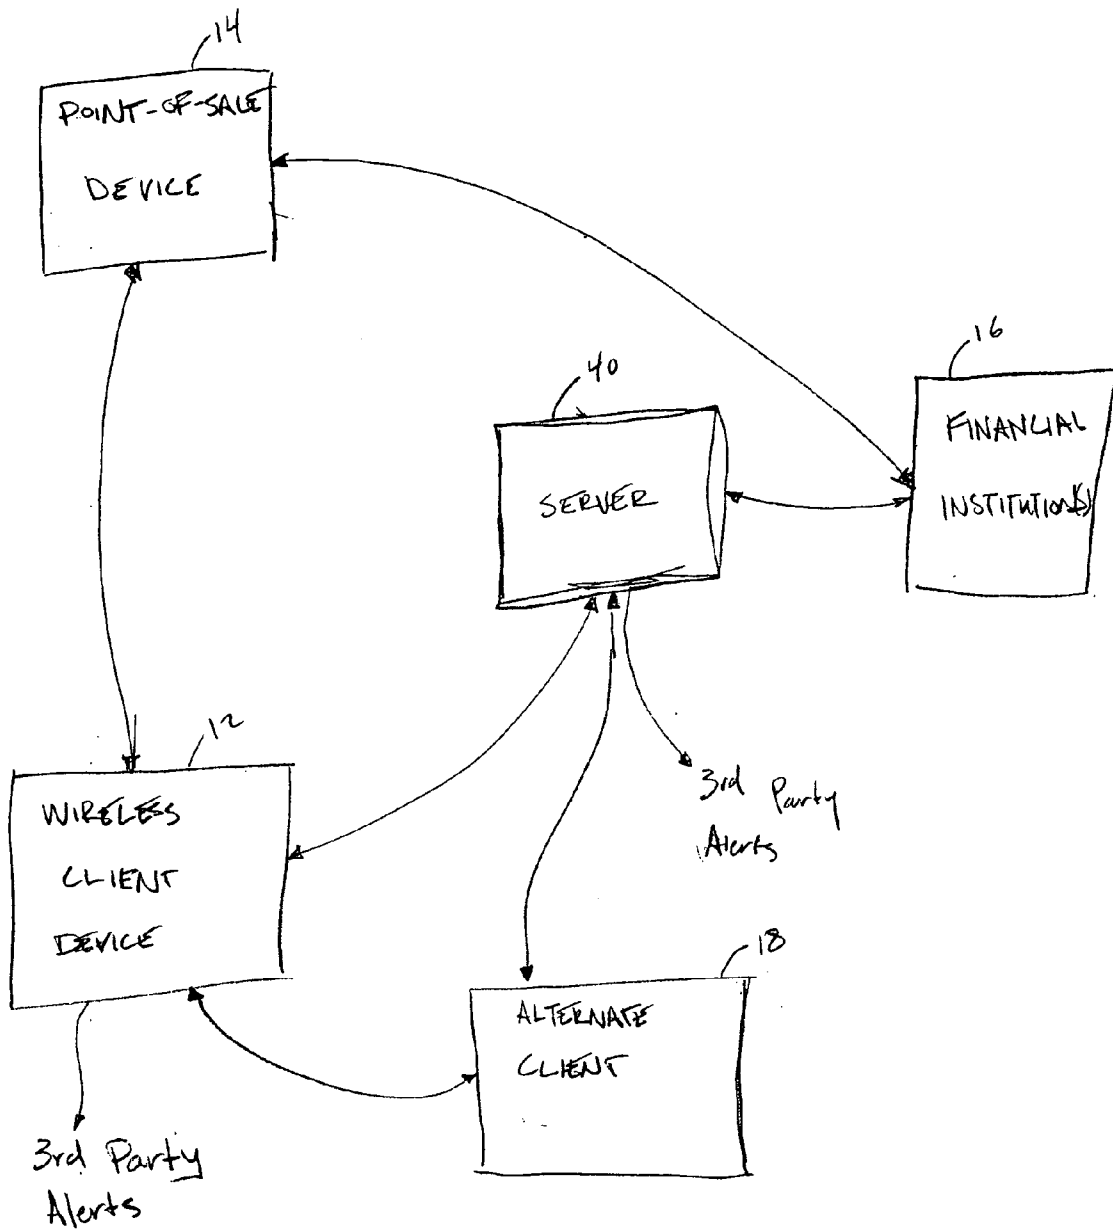 14
POINT-OF-SALE
DEVICE
16
FINANCIAL
INSTITUTION(S)
40
SERVER
12
WIRELESS
CLIENT
DEVICE
3rd Party
Alerts
18
ALTERNATE
CLIENT
3rd Party
Alerts